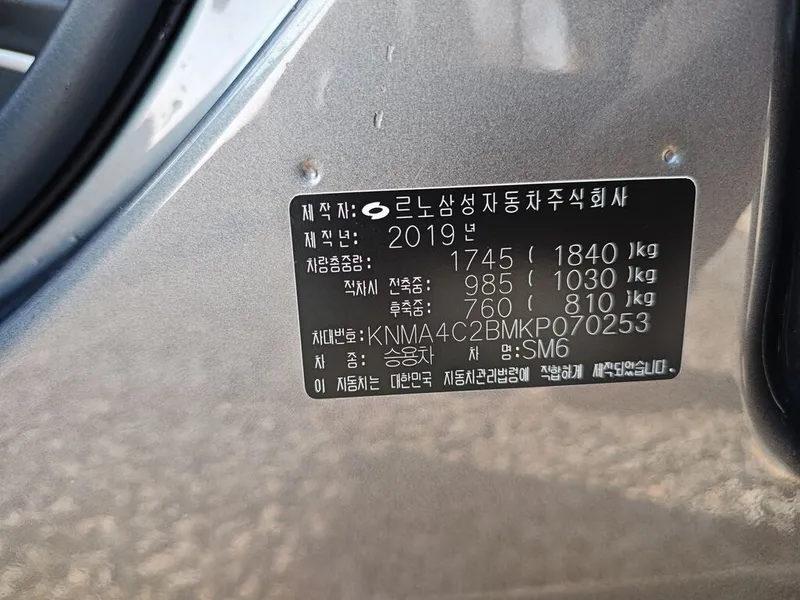 제작자: 르노삼성자동차주식회사
제작년: 2019년
차량총중량: 1745 ( 1840 )kg
적차시 전축중: 985 ( 1030 )kg
후축중: 760 ( 810 )kg
차대번호: KNMA4C2BMKP070253
차 종: 승용차 차 명: SM6
이 자동차는 대한민국 자동차관리법령에 적합하게 제작되었습니다.